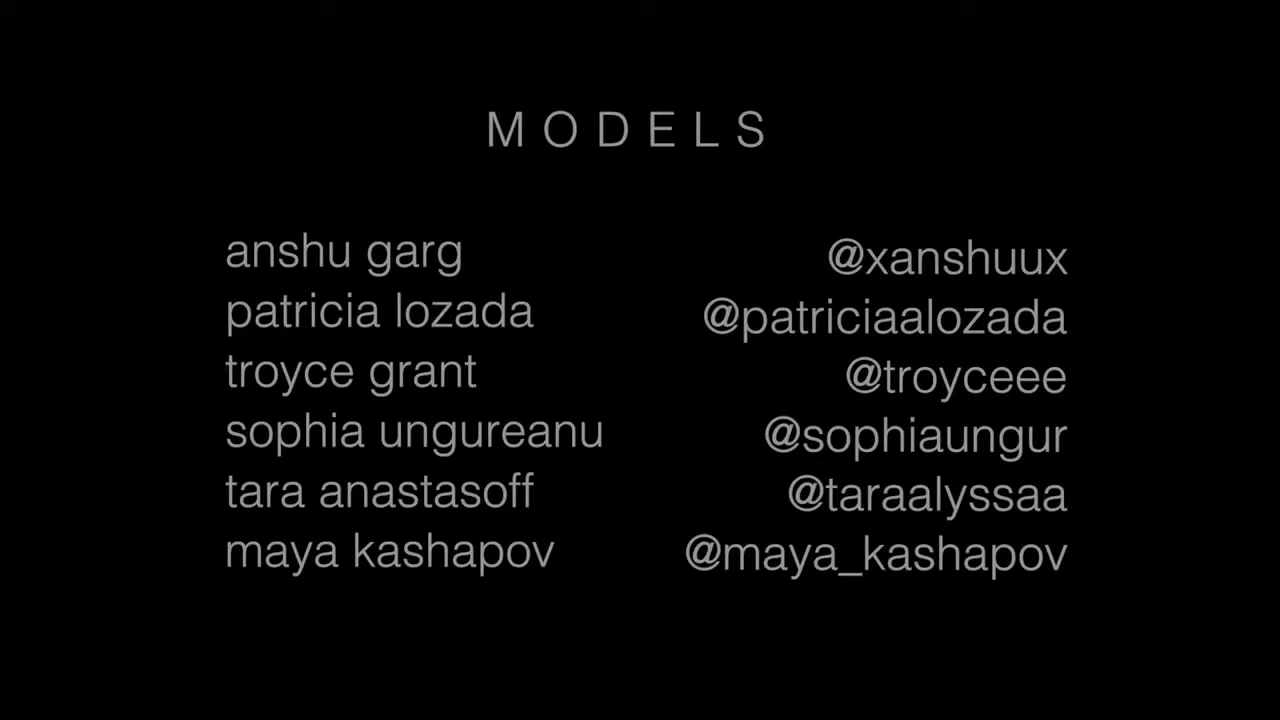 MODELS
anshu garg @xanshuux
patricia lozada @patriciaalozada
troyce grant @troyceee
sophia ungureanu @sophiaungur
tara anastasoff @taraalyssaa
maya kashapov @maya_kashapov